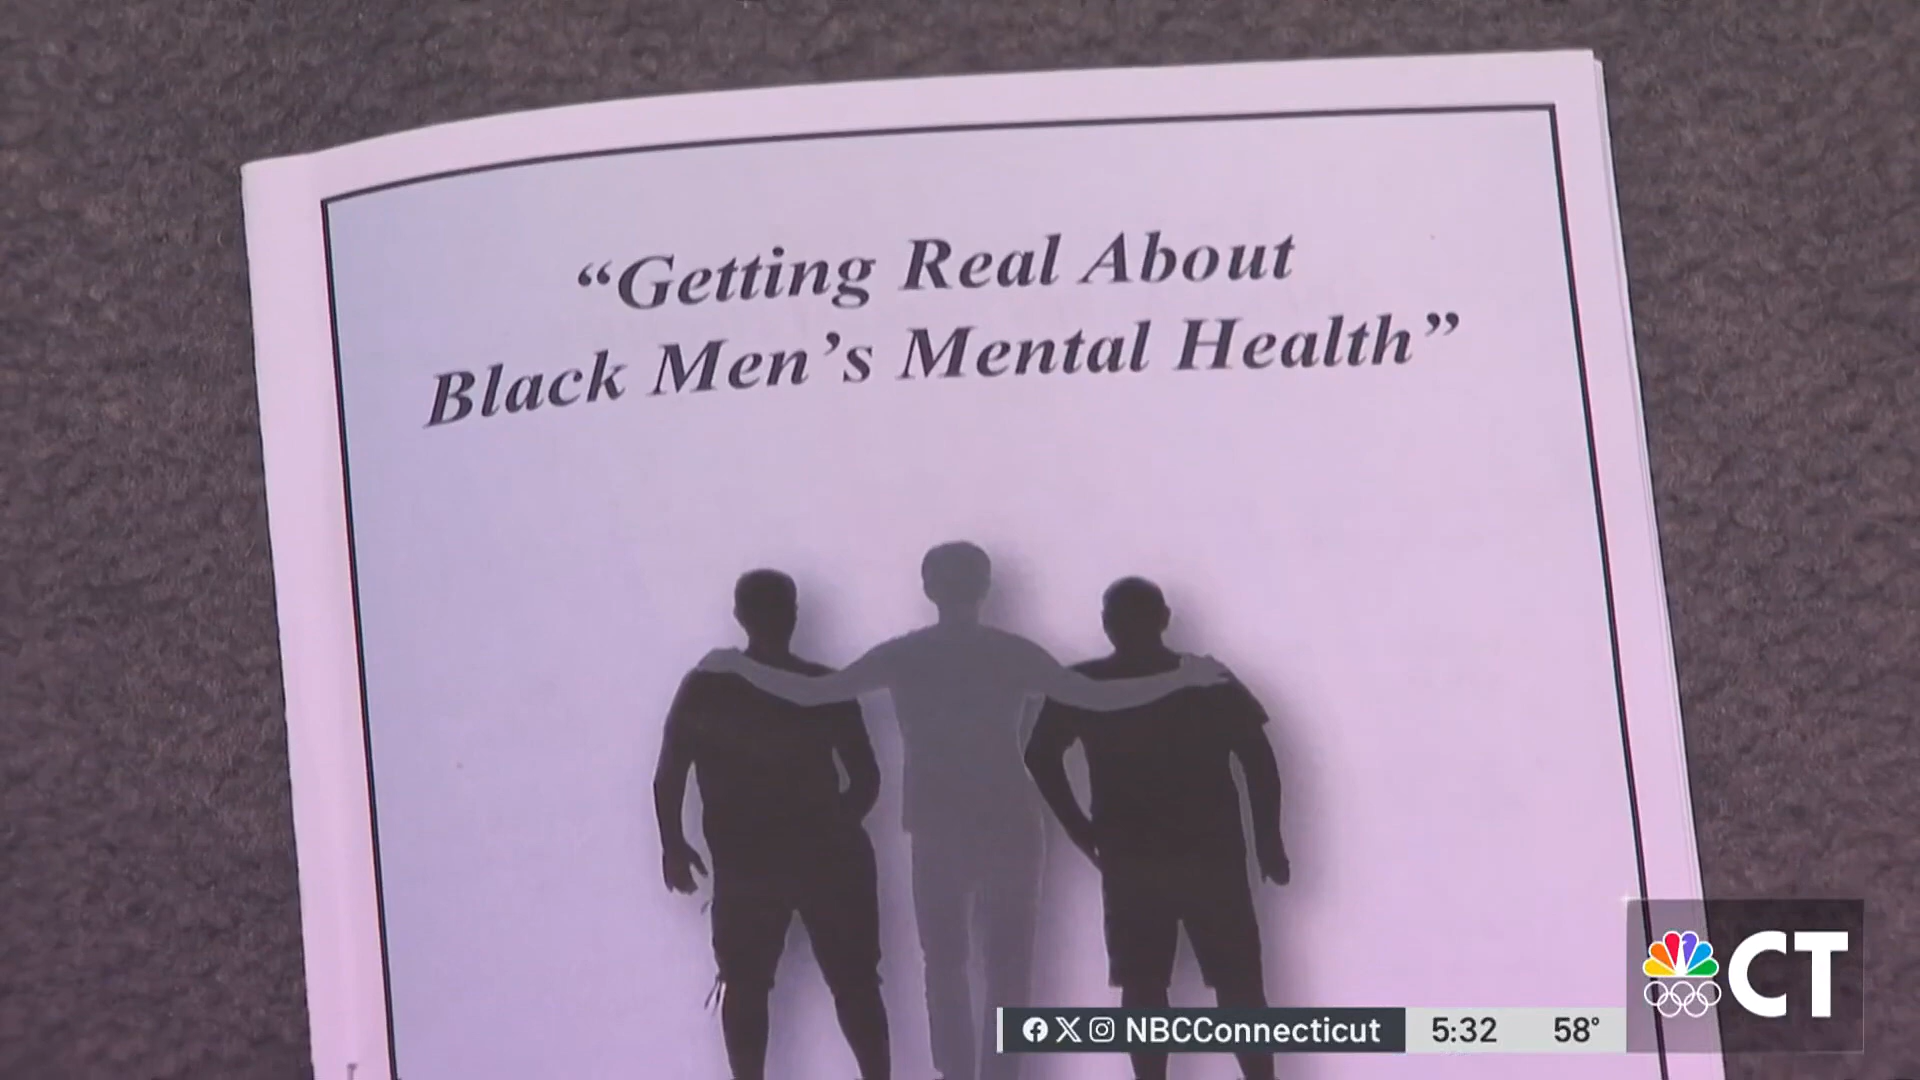 “Getting Real About
Black Men’s Mental Health”
CT
NBCConnecticut 5:32 58°